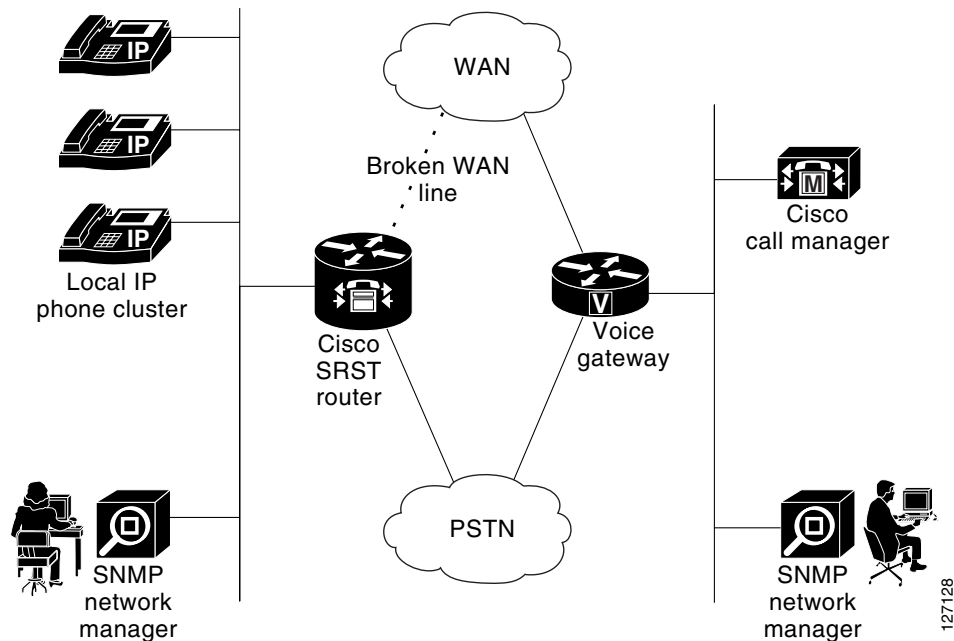 IP
WAN
IP
Broken WAN
line
M
Cisco
call manager
IP
Local IP
phone cluster
V
Cisco
SRST
router
Voice
gateway
PSTN
SNMP
network
manager
SNMP
network
manager
127128